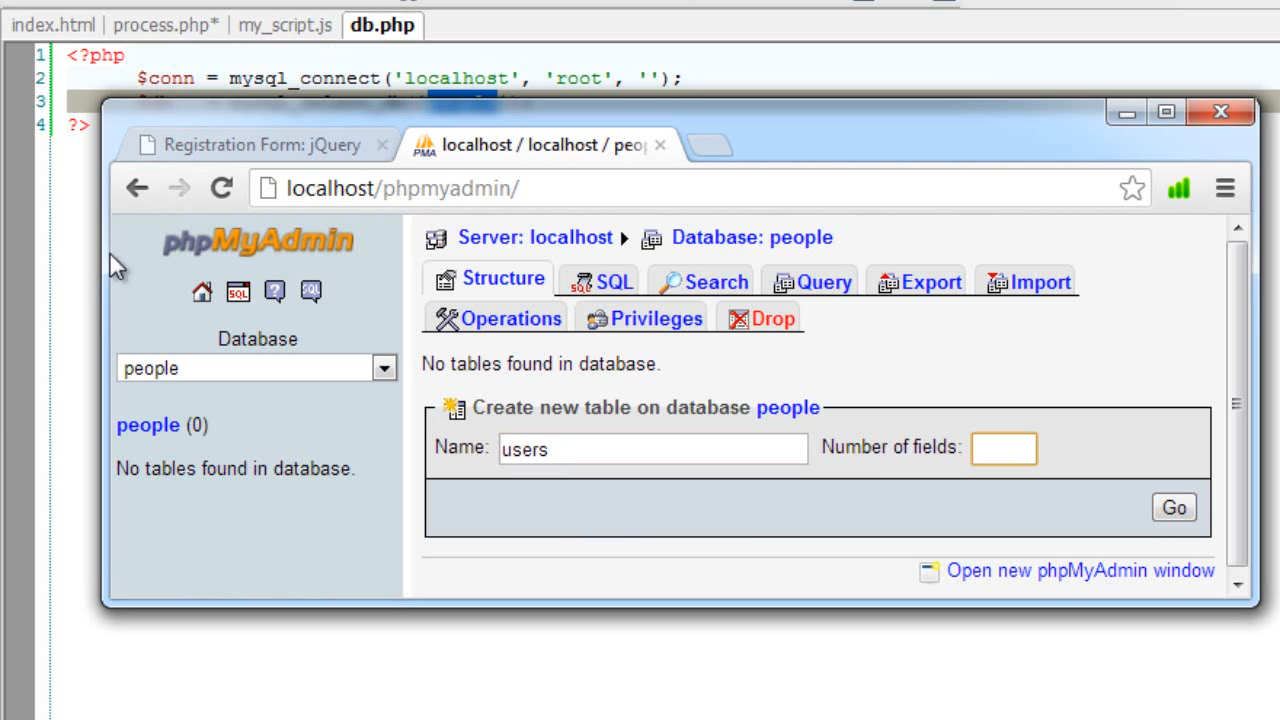 index.html | process.php* | my_script.js | db.php
1 <?php
2 $conn = mysql_connect('localhost', 'root', '');
3
4 ?>
Registration Form: jQuery
PMA localhost / localhost / peo
localhost/phpmyadmin/
phpMyAdmin
SQL
?
SQL
Database
people
people (0)
No tables found in database.
Server: localhost Database: people
Structure SQL Search Query Export Import
Operations Privileges Drop
No tables found in database.
Create new table on database people
Name: users Number of fields:
Go
Open new phpMyAdmin window